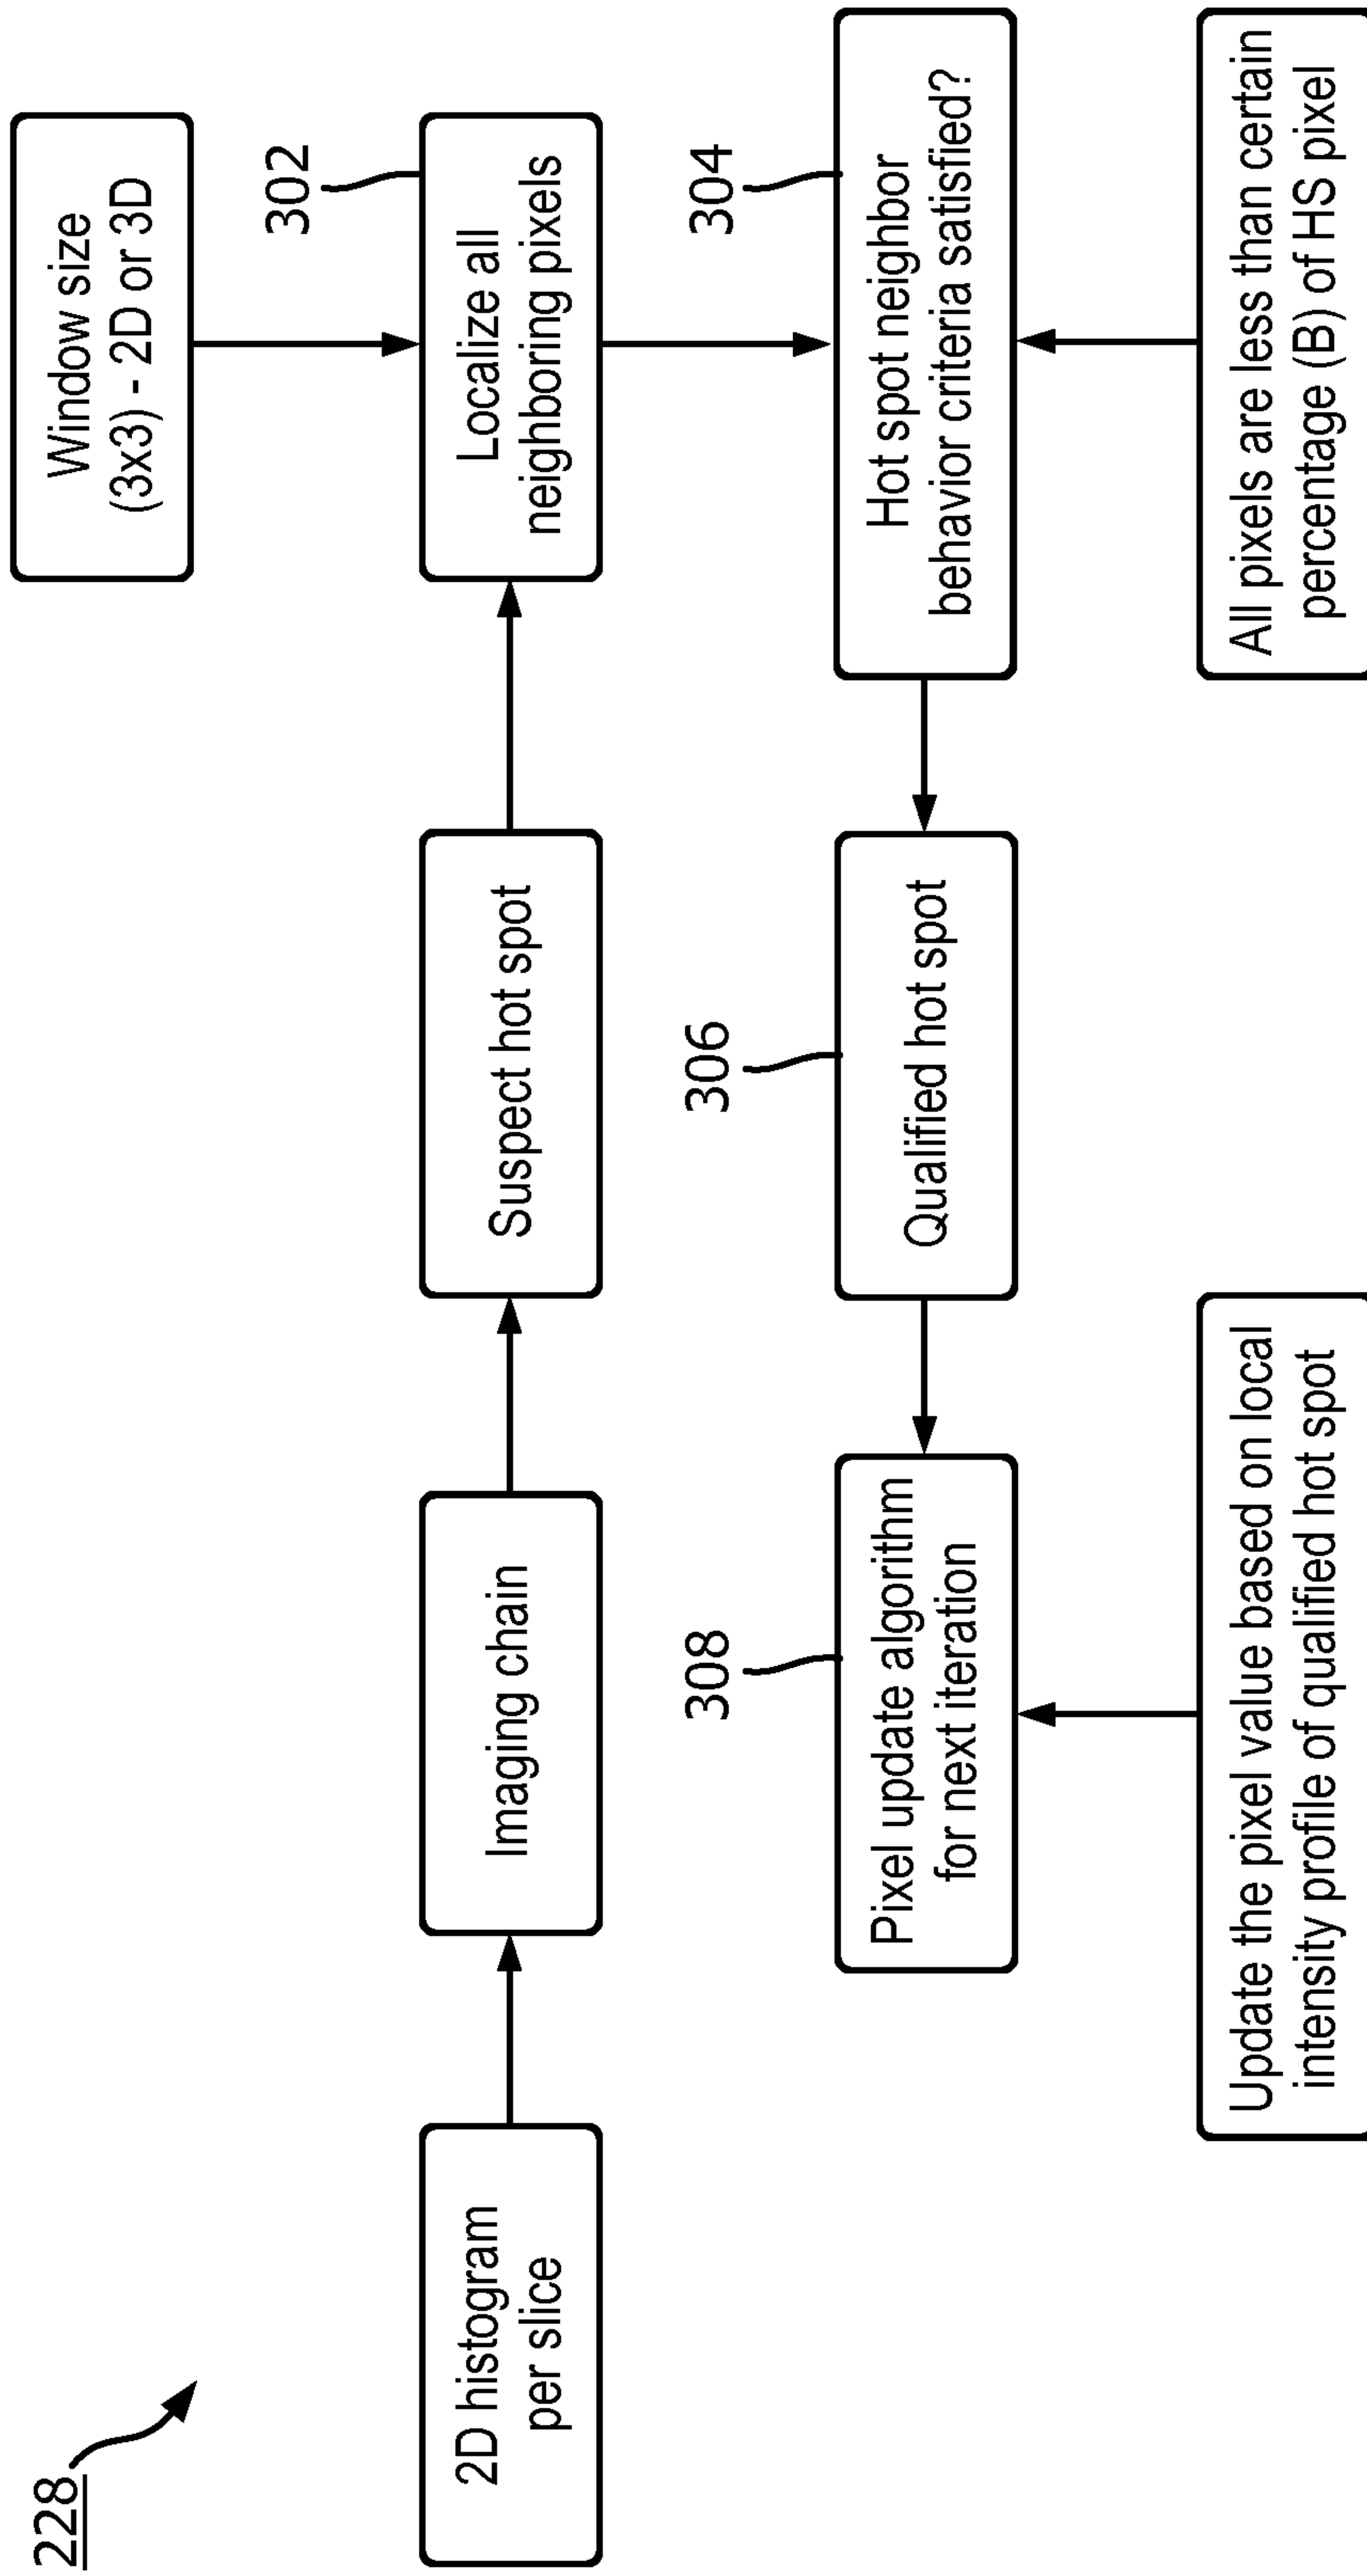 228
Window size
(3x3) - 2D or 3D
2D histogram
per slice
Imaging chain
Suspect hot spot
302
Localize all
neighboring pixels
308
Pixel update algorithm
for next iteration
306
Qualified hot spot
304
Hot spot neighbor
behavior criteria satisfied?
Update the pixel value based on local
intensity profile of qualified hot spot
All pixels are less than certain
percentage (B) of HS pixel